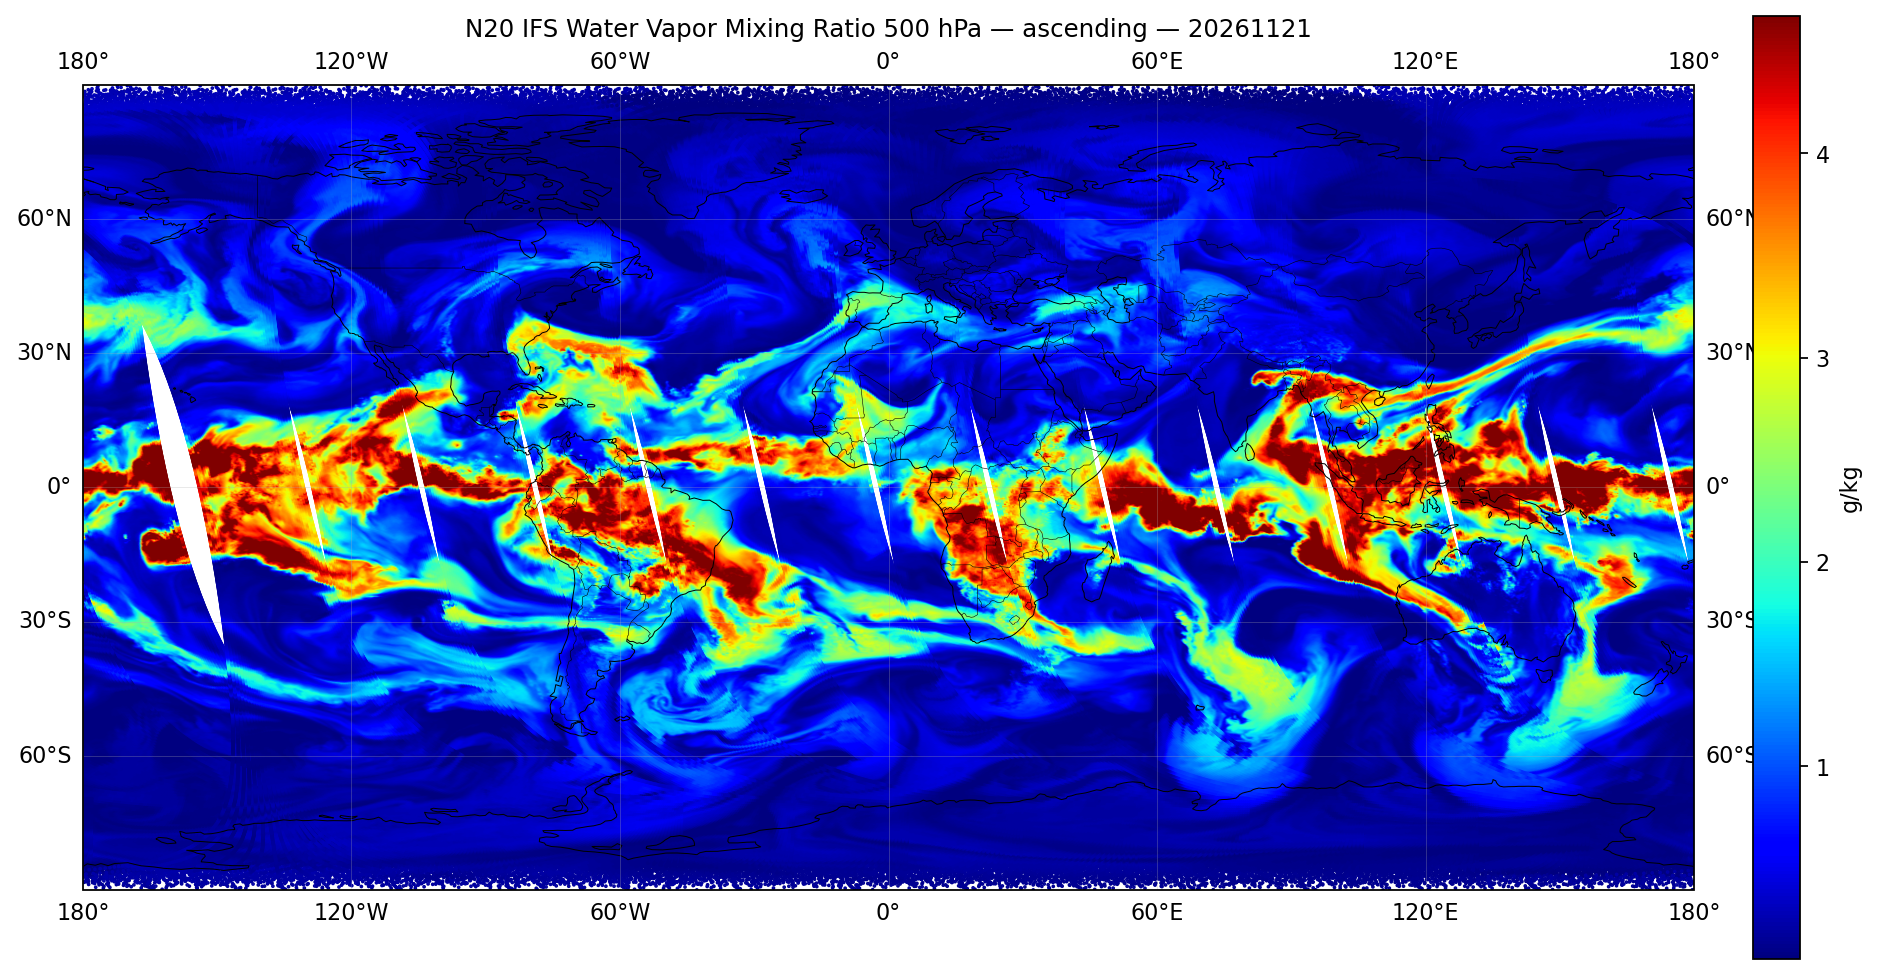 N20 IFS Water Vapor Mixing Ratio 500 hPa — ascending — 20261121
180° 120°W 60°W 0° 60°E 120°E 180°
60°N 60°N
30°N 30°N
0° 0°
30°S 30°S
60°S 60°S
180° 120°W 60°W 0° 60°E 120°E 180°
4
3
2
1
g/kg